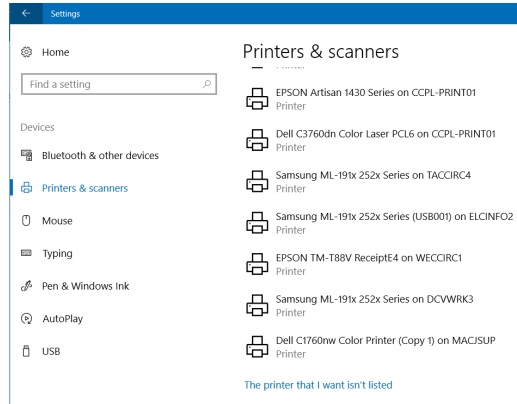 Settings
Home
Find a setting
Devices
Bluetooth & other devices
Printers & scanners
Mouse
Typing
Pen & Windows Ink
AutoPlay
USB
Printers & scanners
EPSON Artisan 1430 Series on CCPL-PRINT01
Printer
Dell C3760dn Color Laser PCL6 on CCPL-PRINT01
Printer
Samsung ML-191x 252x Series on TACCIRC4
Printer
Samsung ML-191x 252x Series (USB001) on ELCINFO2
Printer
EPSON TM-T88V ReceiptE4 on WECCIRC1
Printer
Samsung ML-191x 252x Series on DCVWRK3
Printer
Dell C1760nw Color Printer (Copy 1) on MACJSUP
Printer
The printer that I want isn't listed